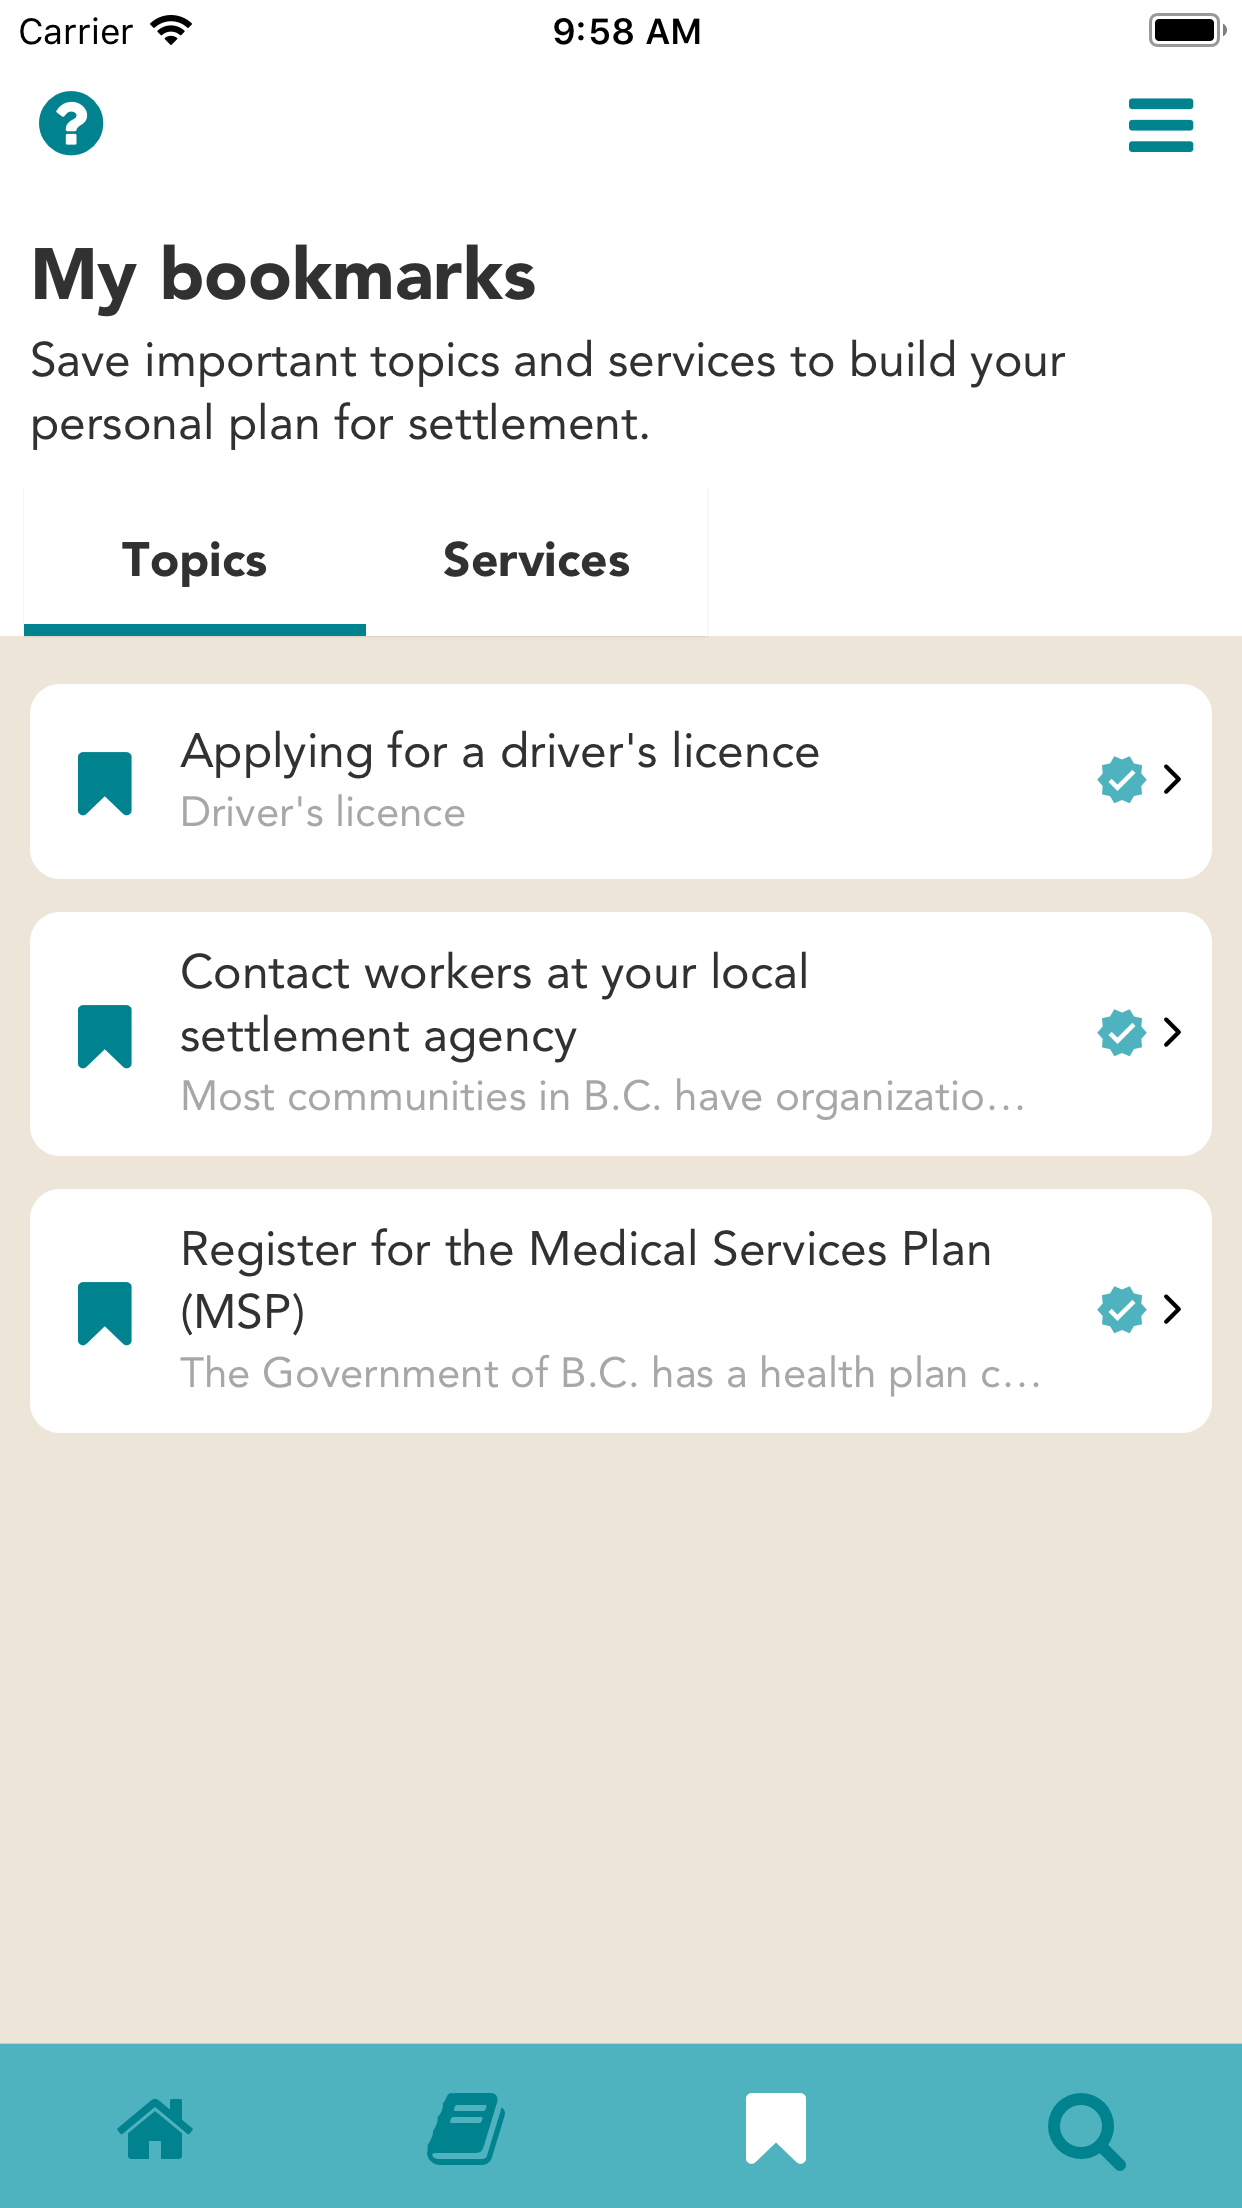 Carrier
9:58 AM
My bookmarks
Save important topics and services to build your
personal plan for settlement.
Topics
Services
Applying for a driver's licence
Driver's licence
Contact workers at your local
settlement agency
Most communities in B.C. have organizatio…
Register for the Medical Services Plan
(MSP)
The Government of B.C. has a health plan c…